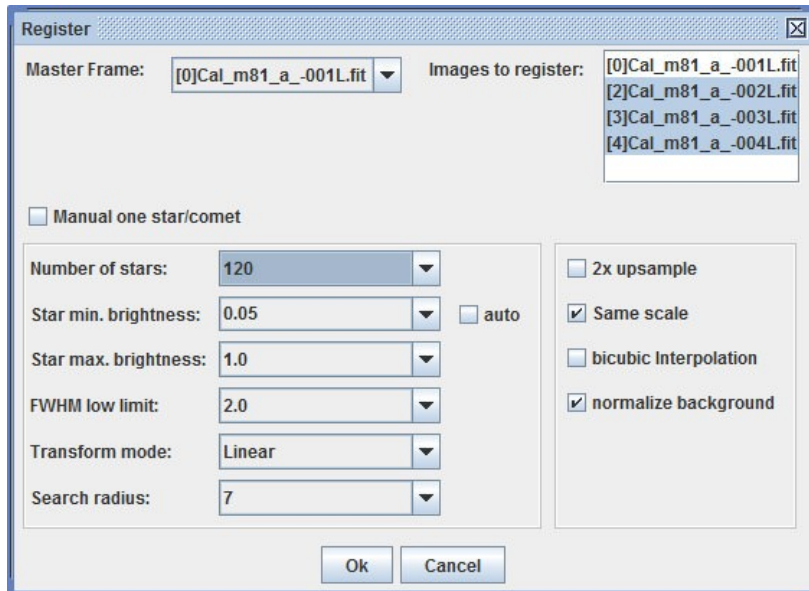 Register
Master Frame: [0]Cal_m81_a_-001L.fit Images to register: [0]Cal_m81_a_-001L.fit
[2]Cal_m81_a_-002L.fit
[3]Cal_m81_a_-003L.fit
[4]Cal_m81_a_-004L.fit
Manual one star/comet
Number of stars: 120 2x upsample
Star min. brightness: 0.05 auto Same scale
Star max. brightness: 1.0 bicubic Interpolation
FWHM low limit: 2.0 normalize background
Transform mode: Linear
Search radius: 7
Ok Cancel